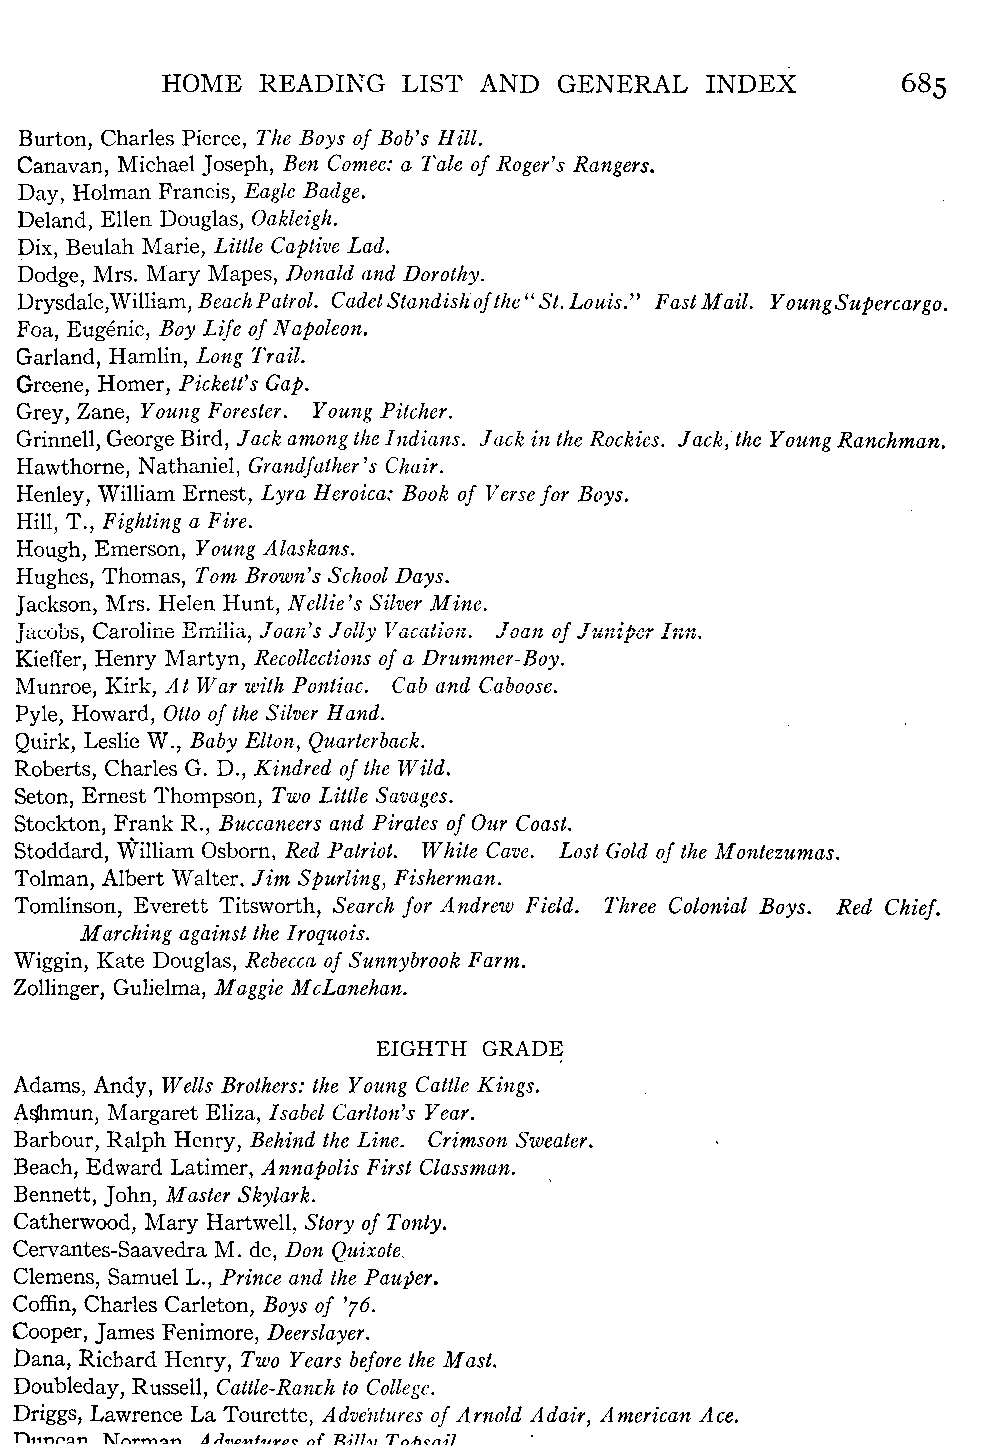 HOME READING LIST AND GENERAL INDEX 685
Burton, Charles Pierce, The Boys of Bob's Hill.
Canavan, Michael Joseph, Ben Comee: a Tale of Roger's Rangers.
Day, Holman Francis, Eagle Badge.
Deland, Ellen Douglas, Oakleigh.
Dix, Beulah Marie, Little Captive Lad.
Dodge, Mrs. Mary Mapes, Donald and Dorothy.
Drysdale, William, Beach Patrol. Cadet Standish of the "St. Louis." Fast Mail. Young Supercargo.
Foa, Eugénie, Boy Life of Napoleon.
Garland, Hamlin, Long Trail.
Greene, Homer, Pickett's Gap.
Grey, Zane, Young Forester. Young Pitcher.
Grinnell, George Bird, Jack among the Indians. Jack in the Rockies. Jack, the Young Ranchman.
Hawthorne, Nathaniel, Grandfather's Chair.
Henley, William Ernest, Lyra Heroica: Book of Verse for Boys.
Hill, T., Fighting a Fire.
Hough, Emerson, Young Alaskans.
Hughes, Thomas, Tom Brown's School Days.
Jackson, Mrs. Helen Hunt, Nellie's Silver Mine.
Jacobs, Caroline Emilia, Joan's Jolly Vacation. Joan of Juniper Inn.
Kieffer, Henry Martyn, Recollections of a Drummer-Boy.
Munroe, Kirk, At War with Pontiac. Cab and Caboose.
Pyle, Howard, Otto of the Silver Hand.
Quirk, Leslie W., Baby Elton, Quarterback.
Roberts, Charles G. D., Kindred of the Wild.
Seton, Ernest Thompson, Two Little Savages.
Stockton, Frank R., Buccaneers and Pirates of Our Coast.
Stoddard, William Osborn, Red Patriot. White Cave. Lost Gold of the Montezumas.
Tolman, Albert Walter, Jim Spurling, Fisherman.
Tomlinson, Everett Titsworth, Search for Andrew Field. Three Colonial Boys. Red Chief.
Marching against the Iroquois.
Wiggin, Kate Douglas, Rebecca of Sunnybrook Farm.
Zollinger, Gulielma, Maggie McLanehan.
EIGHTH GRADE
Adams, Andy, Wells Brothers: the Young Cattle Kings.
Ashmun, Margaret Eliza, Isabel Carlton's Year.
Barbour, Ralph Henry, Behind the Line. Crimson Sweater.
Beach, Edward Latimer, Annapolis First Classman.
Bennett, John, Master Skylark.
Catherwood, Mary Hartwell, Story of Tonty.
Cervantes-Saavedra M. de, Don Quixote.
Clemens, Samuel L., Prince and the Pauper.
Coffin, Charles Carleton, Boys of '76.
Cooper, James Fenimore, Deerslayer.
Dana, Richard Henry, Two Years before the Mast.
Doubleday, Russell, Cattle-Ranch to College.
Driggs, Lawrence La Tourette, Adventures of Arnold Adair, American Ace.
Duncan, Norman, Adventures of Billy Topsail